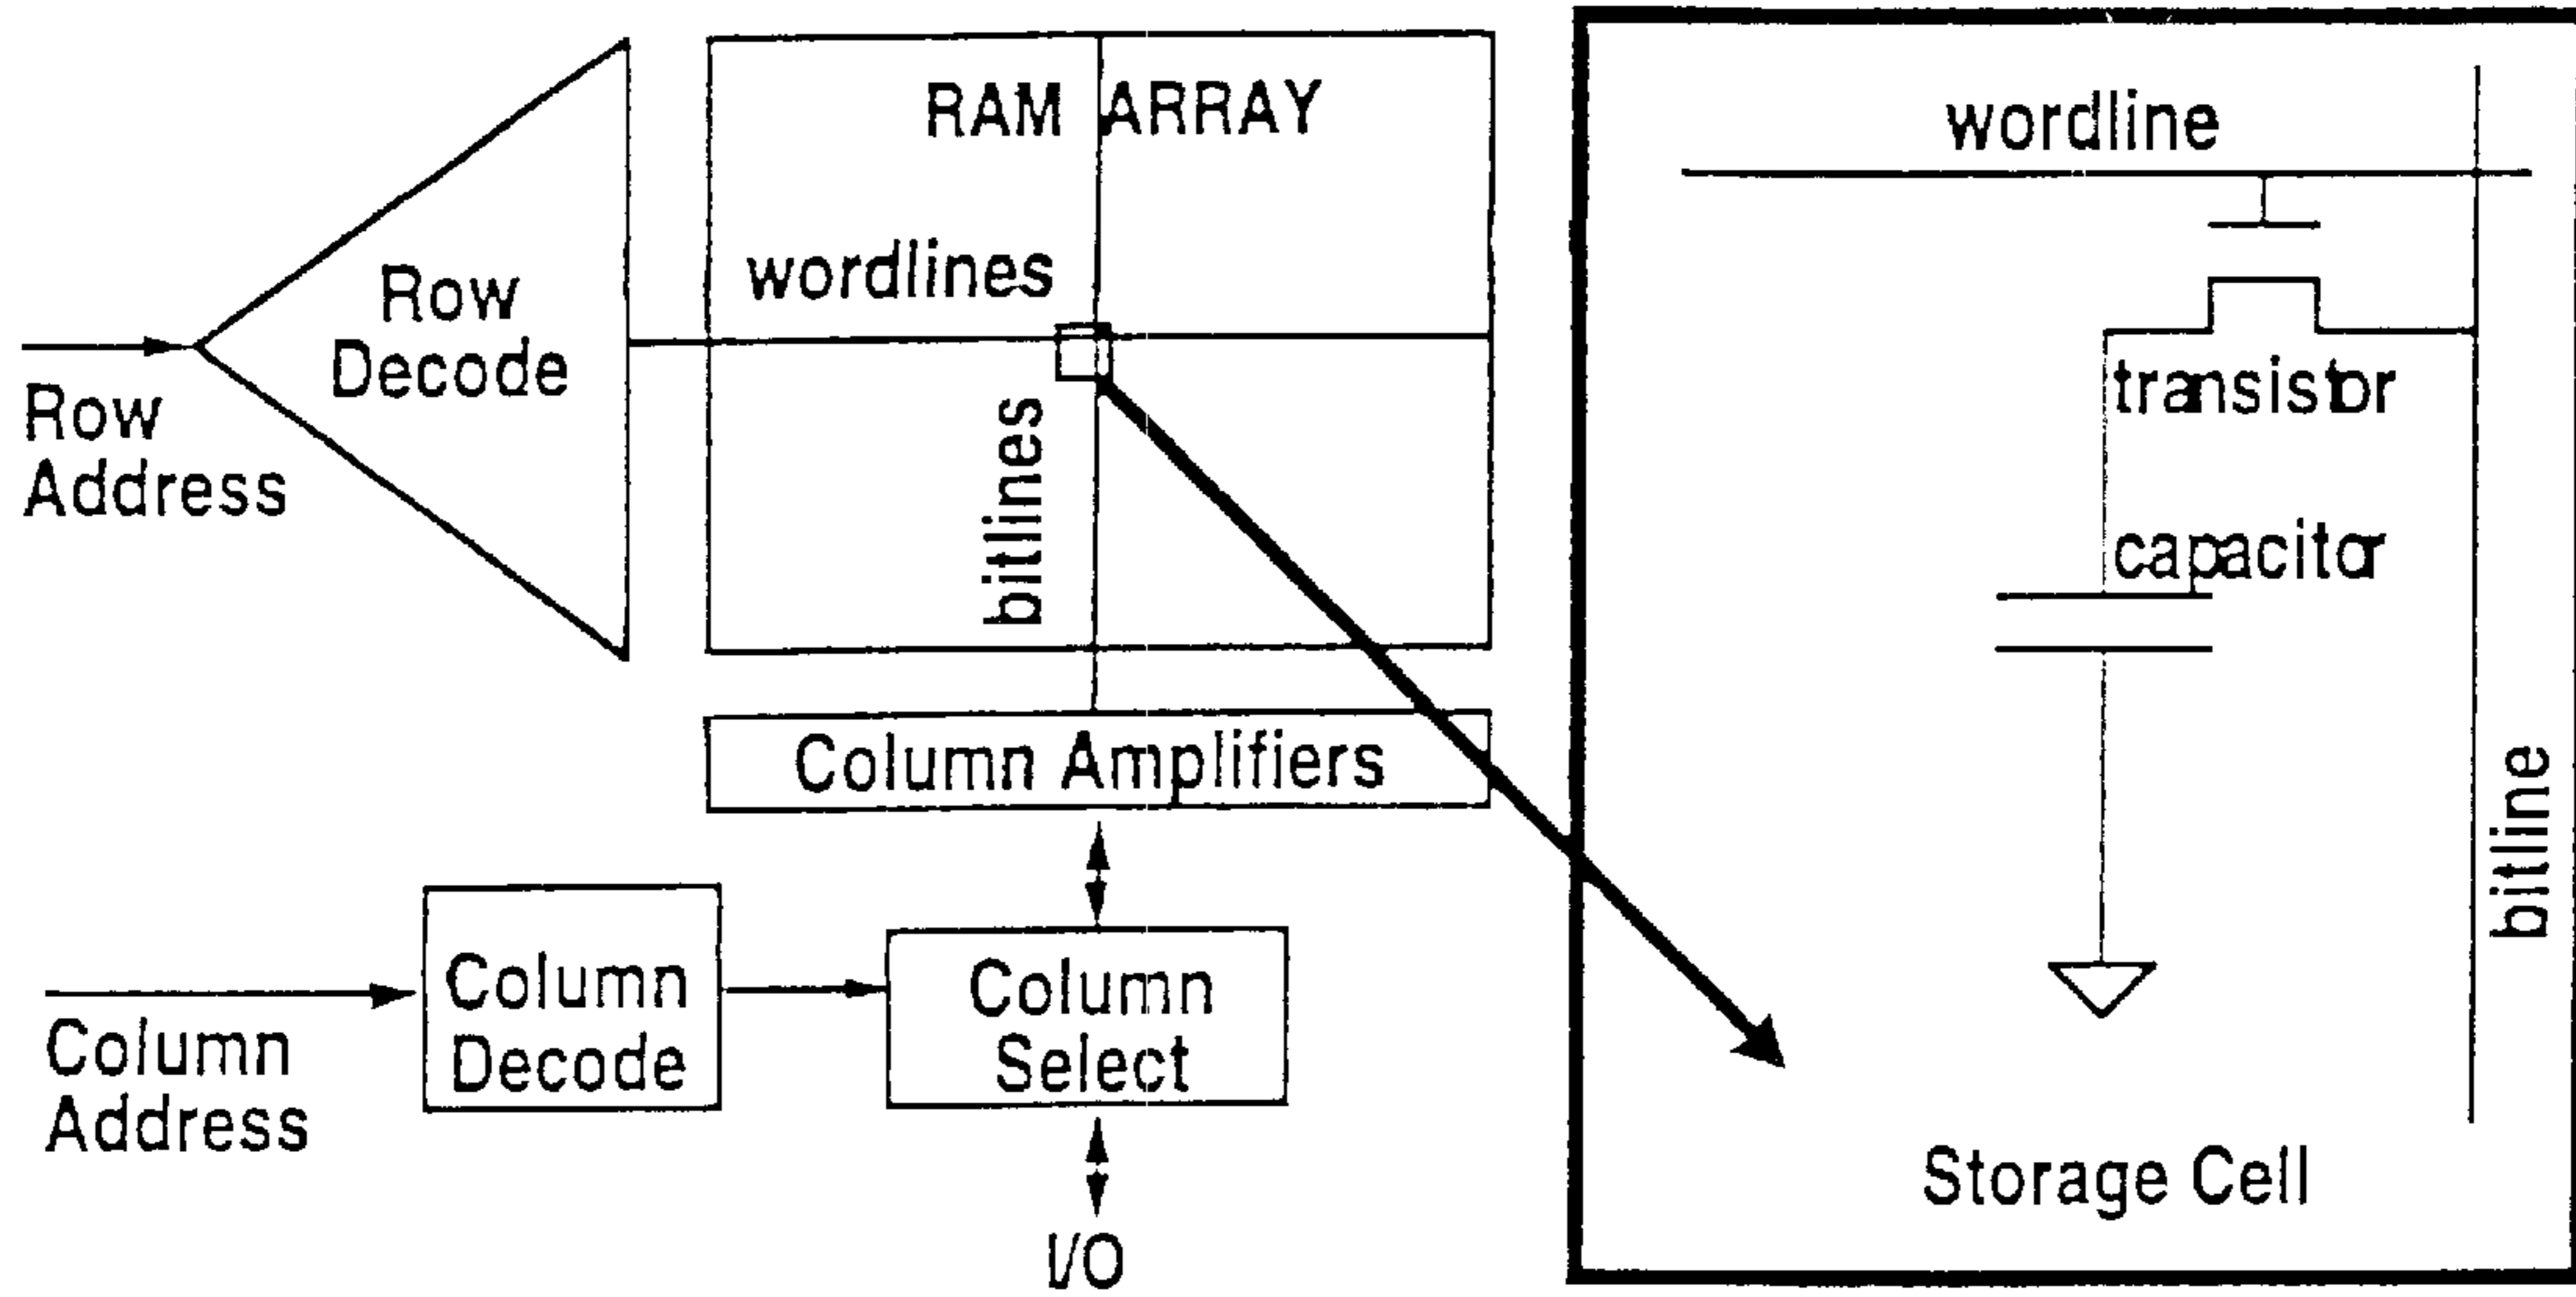 RAM ARRAY
wordlines
bitlines
Row
Decode
Row
Address
Column Amplifiers
Column
Decode
Column
Select
Column
Address
I/O
wordline
transistor
capacitor
bitline
Storage Cell